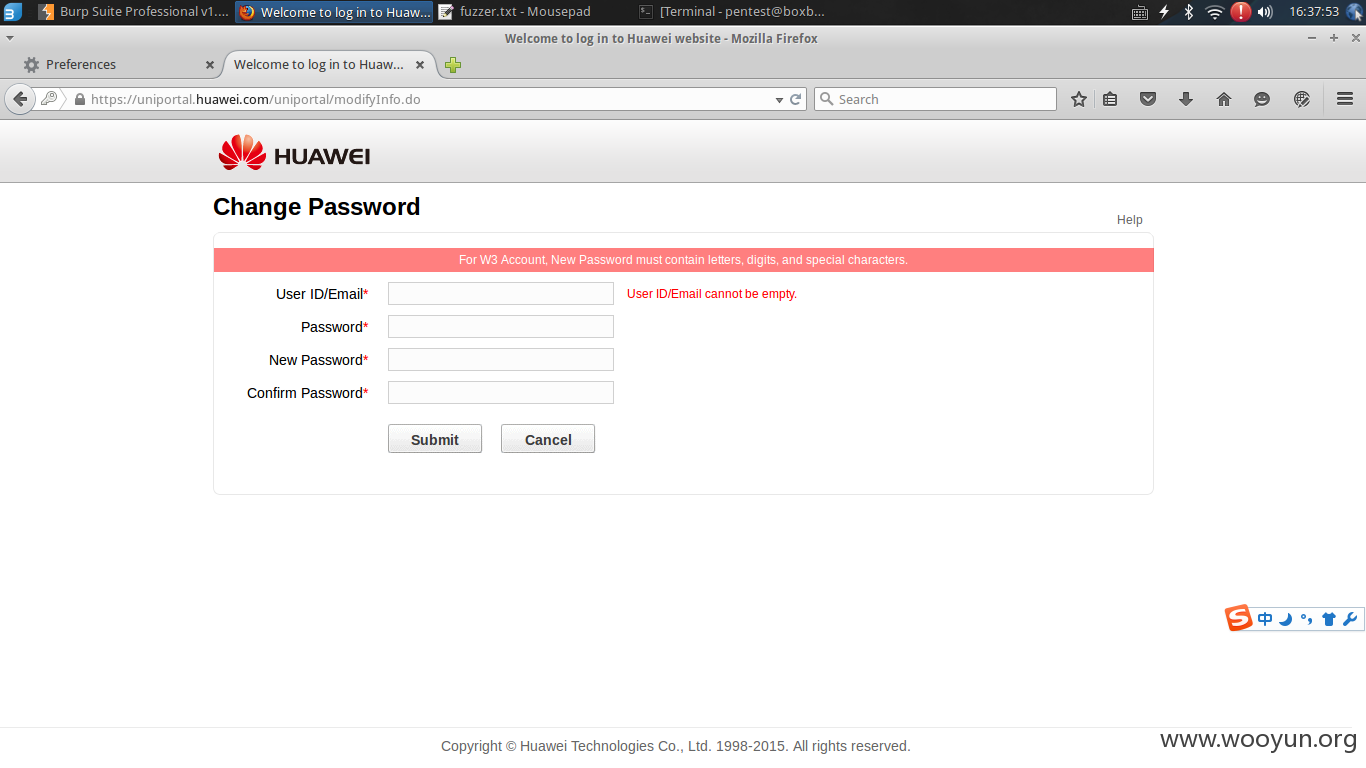 Burp Suite Professional v1....
Welcome to log in to Huaw...
fuzzer.txt - Mousepad
[Terminal - pentest@boxb...
16:37:53
Welcome to log in to Huawei website - Mozilla Firefox
Preferences
Welcome to log in to Huaw...
https://uniportal.huawei.com/uniportal/modifyInfo.do
Search
HUAWEI
Change Password
Help
For W3 Account, New Password must contain letters, digits, and special characters.
User ID/Email*
User ID/Email cannot be empty.
Password*
New Password*
Confirm Password*
Submit
Cancel
S 中
Copyright © Huawei Technologies Co., Ltd. 1998-2015. All rights reserved.
www.wooyun.org